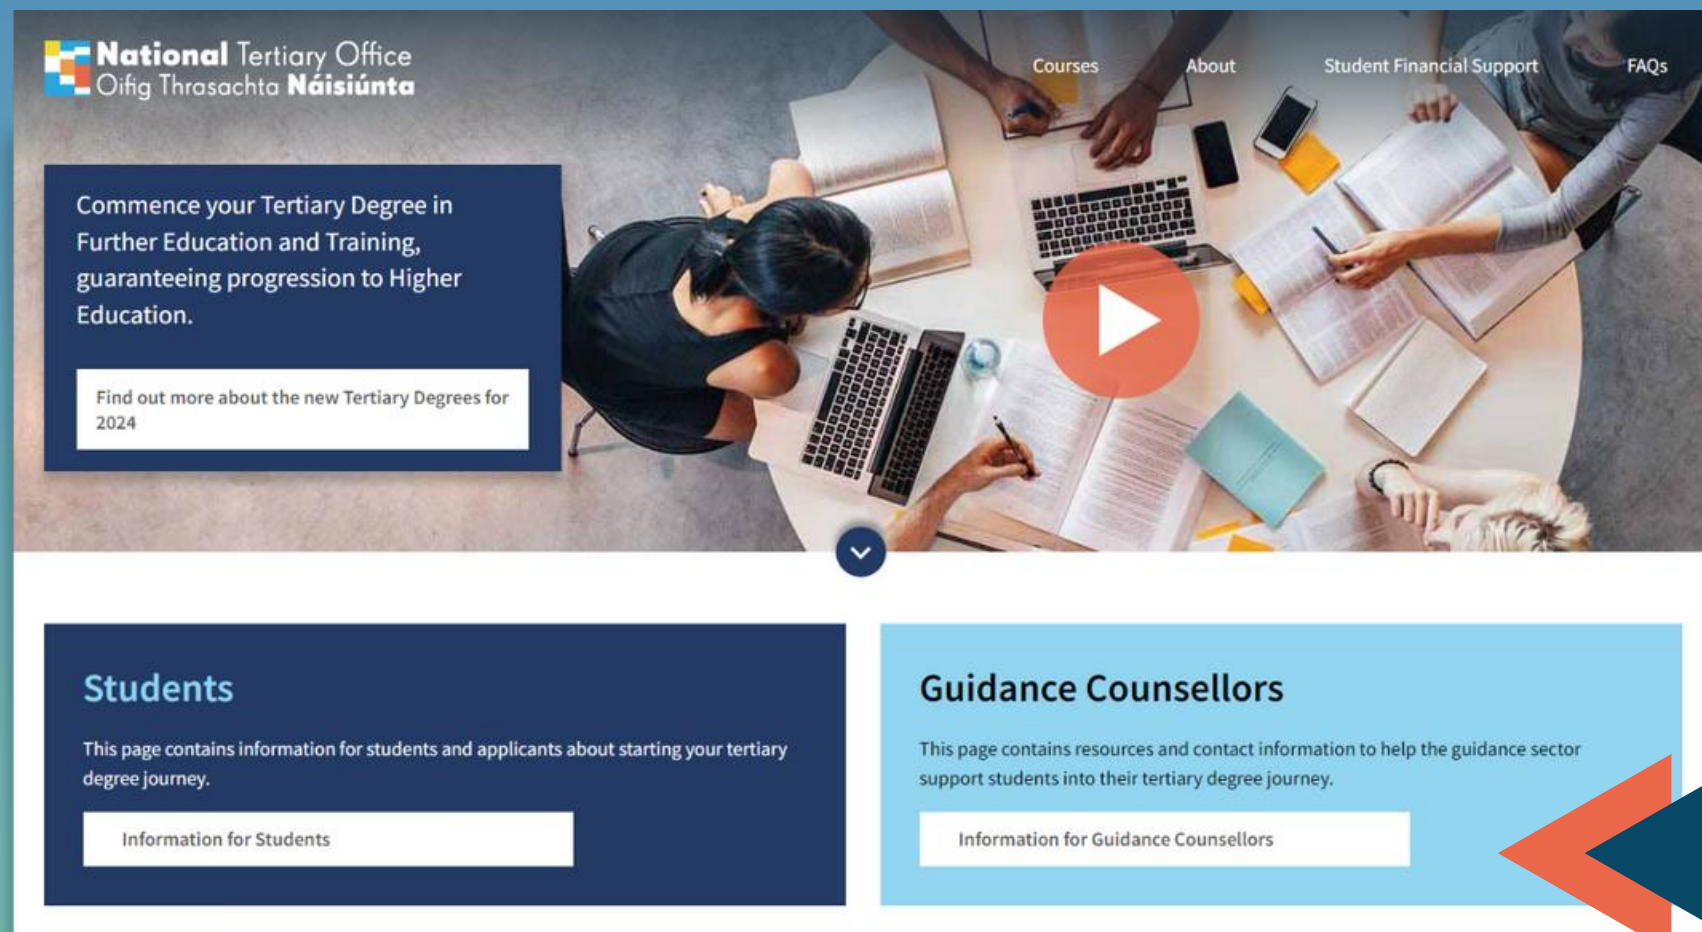 National Tertiary Office
Oifig Thrasachta Náisiúnta
Courses About Student Financial Support FAQs
Commence your Tertiary Degree in
Further Education and Training,
guaranteeing progression to Higher
Education.
Find out more about the new Tertiary Degrees for
2024
Students
This page contains information for students and applicants about starting your tertiary
degree journey.
Information for Students
Guidance Counsellors
This page contains resources and contact information to help the guidance sector
support students into their tertiary degree journey.
Information for Guidance Counsellors